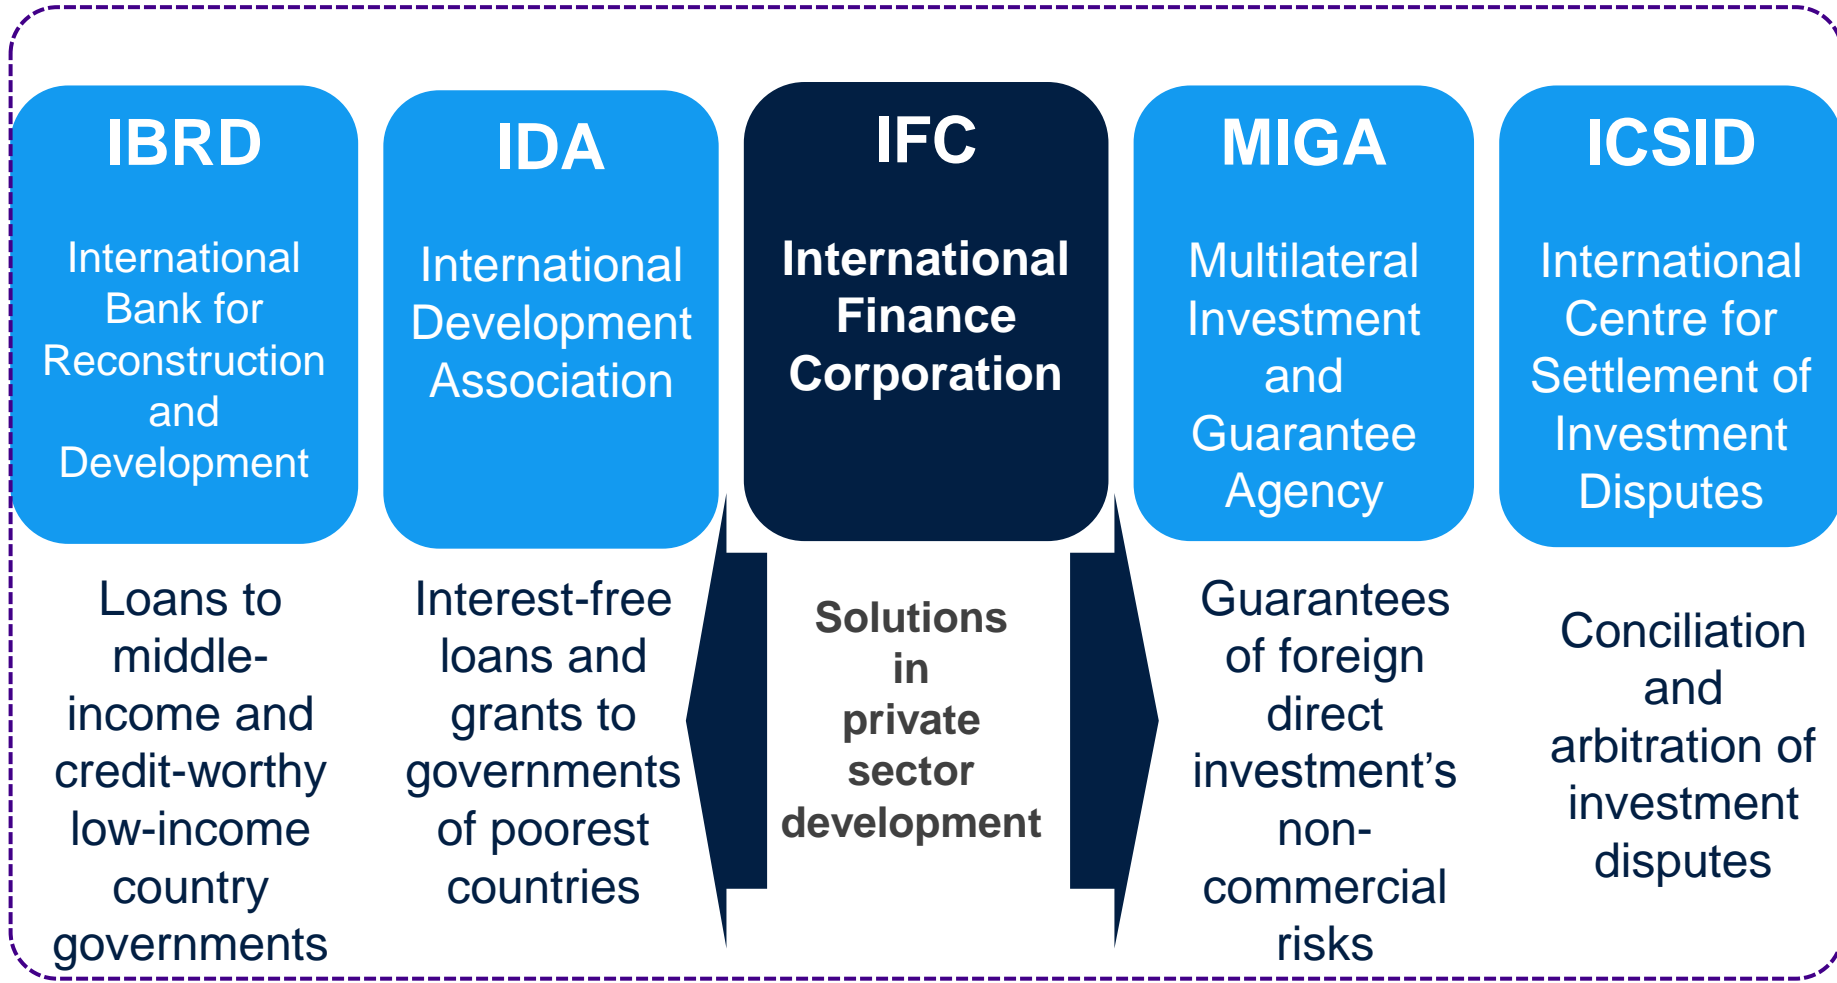 IBRD
International
Bank for
Reconstruction
and
Development
Loans to
middle-
income and
credit-worthy
low-income
country
governments
IDA
International
Development
Association
Interest-free
loans and
grants to
governments
of poorest
countries
IFC
International
Finance
Corporation
Solutions
in
private
sector
development
MIGA
Multilateral
Investment
and
Guarantee
Agency
Guarantees
of foreign
direct
investment’s
non-
commercial
risks
ICSID
International
Centre for
Settlement of
Investment
Disputes
Conciliation
and
arbitration of
investment
disputes